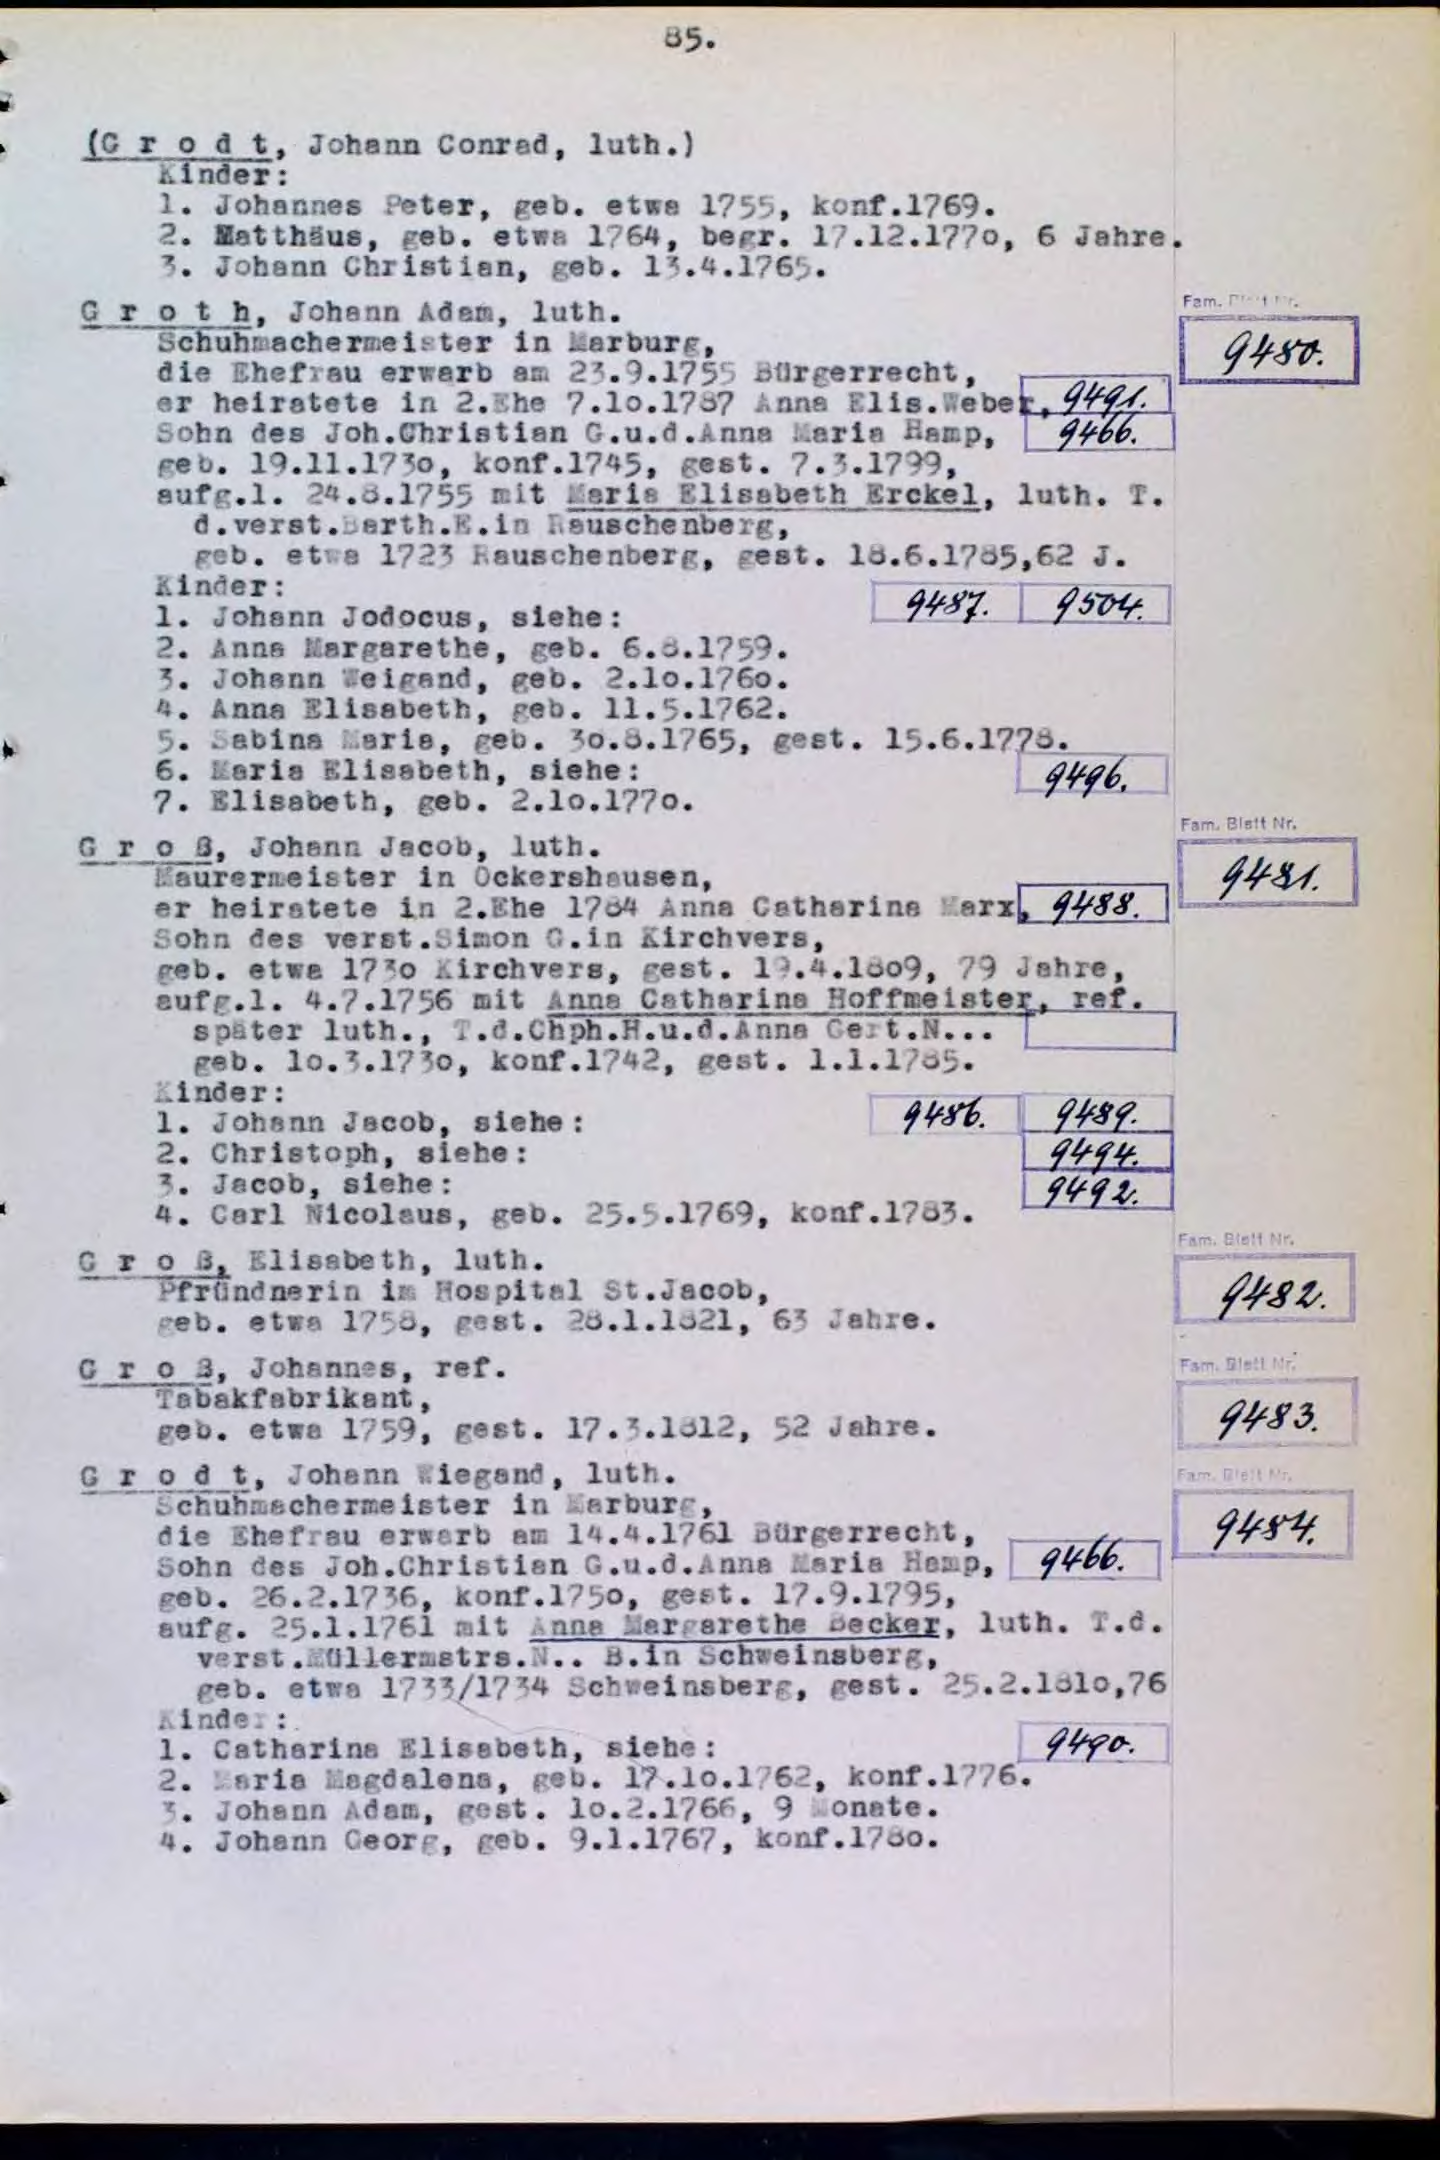 85.
(G r o d t, Johann Conrad, luth.)
Kinder:
1. Johannes Peter, geb. etwa 1755, konf.1769.
2. Matthäus, geb. etwa 1764, begr. 17.12.177o, 6 Jahre.
3. Johann Christian, geb. 13.4.1765.
Fam. Blatt Nr.
G r o t h, Johann Adam, luth. 9480.
Schuhmachermeister in Marburg,
die Ehefrau erwarb am 23.9.1755 Bürgerrecht,
er heiratete in 2.Ehe 7.1o.1787 Anna Elis.Weber, 9491.
Sohn des Joh.Christian G.u.d.Anna Maria Hamp, 9466.
geb. 19.11.173o, konf.1745, gest. 7.3.1799,
aufg.l. 24.8.1755 mit Maria Elisabeth Erckel, luth. T.
d.verst.Barth.E.in Rauschenberg,
geb. etwa 1723 Rauschenberg, gest. 18.6.1785,62 J.
Kinder:
1. Johann Jodocus, siehe: 9487. 9504.
2. Anna Margarethe, geb. 6.8.1759.
3. Johann Weigand, geb. 2.1o.176o.
4. Anna Elisabeth, geb. 11.5.1762.
5. Sabina Maria, geb. 3o.8.1765, gest. 15.6.1778.
6. Maria Elisabeth, siehe: 9496.
7. Elisabeth, geb. 2.1o.177o.
Fam. Blatt Nr.
G r o ß, Johann Jacob, luth. 9481.
Maurermeister in Ockershausen,
er heiratete in 2.Ehe 1784 Anna Catharina Marx, 9488.
Sohn des verst.Simon G.in Kirchvers,
geb. etwa 173o Kirchvers, gest. 19.4.18o9, 79 Jahre,
aufg.l. 4.7.1756 mit Anna Catharina Hoffmeister, ref.
später luth., T.d.Chph.H.u.d.Anna Gert.N...
geb. 1o.3.173o, konf.1742, gest. 1.1.1785.
Kinder:
1. Johann Jacob, siehe: 9486. 9489.
2. Christoph, siehe: 9494.
3. Jacob, siehe: 9492.
4. Carl Nicolaus, geb. 25.5.1769, konf.1783.
Fam. Blatt Nr.
G r o ß, Elisabeth, luth. 9482.
Pfründnerin im Hospital St.Jacob,
geb. etwa 1758, gest. 28.1.1821, 63 Jahre.
Fam. Blatt Nr.
G r o ß, Johannes, ref. 9483.
Tabakfabrikant,
geb. etwa 1759, gest. 17.3.1812, 52 Jahre.
Fam. Blatt Nr.
G r o d t, Johann Wiegand, luth. 9484.
Schuhmachermeister in Marburg,
die Ehefrau erwarb am 14.4.1761 Bürgerrecht,
Sohn des Joh.Christian G.u.d.Anna Maria Hamp, 9466.
geb. 26.2.1736, konf.175o, gest. 17.9.1795,
aufg. 25.1.1761 mit Anna Margarethe Becker, luth. T.d.
verst.Müllermstrs.N.. B.in Schweinsberg,
geb. etwa 1733/1734 Schweinsberg, gest. 25.2.181o,76
Kinder:
1. Catharina Elisabeth, siehe: 9490.
2. Maria Magdalena, geb. 17.1o.1762, konf.1776.
3. Johann Adam, gest. 1o.2.1766, 9 Monate.
4. Johann Georg, geb. 9.1.1767, konf.178o.